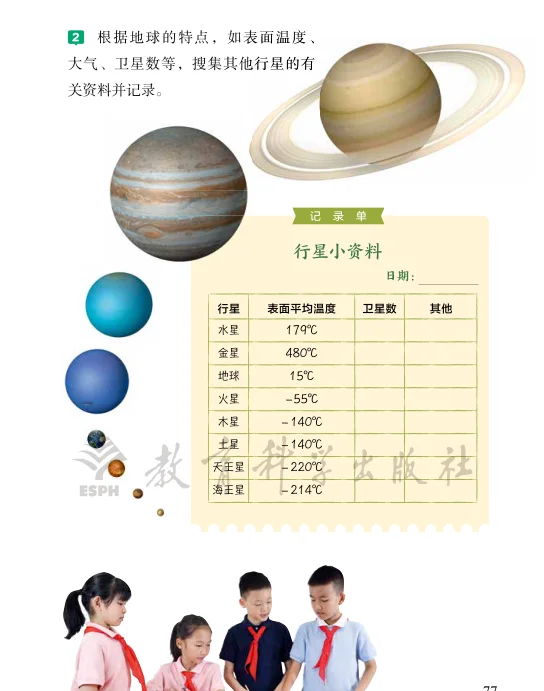 2 根据地球的特点，如表面温度、
大气、卫星数等，搜集其他行星的有
关资料并记录。
记 录 单
行星小资料
日期：
行星 表面平均温度 卫星数 其他
水星 179℃
金星 480℃
地球 15℃
火星 -55℃
木星 -140℃
土星 -140℃
天王星 -220℃
海王星 -214℃
ESPH 教育科学出版社